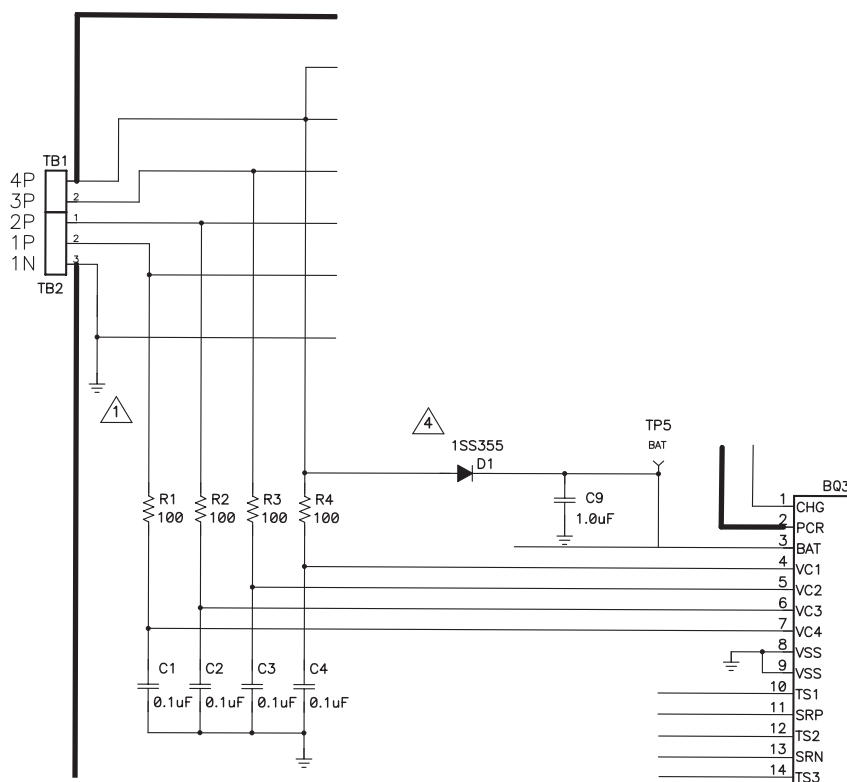 TB1
4P
3P
2
2P
1
1P
2
1N
3
TB2
1
4
TP5
BAT
1SS355
D1
C9
1.0uF
R1
100
R2
100
R3
100
R4
100
BQ3
1 CHG
2 PCR
3 BAT
4 VC1
5 VC2
6 VC3
7 VC4
8 VSS
9 VSS
10 TS1
11 SRP
12 TS2
13 SRN
14 TS3
C1
0.1uF
C2
0.1uF
C3
0.1uF
C4
0.1uF